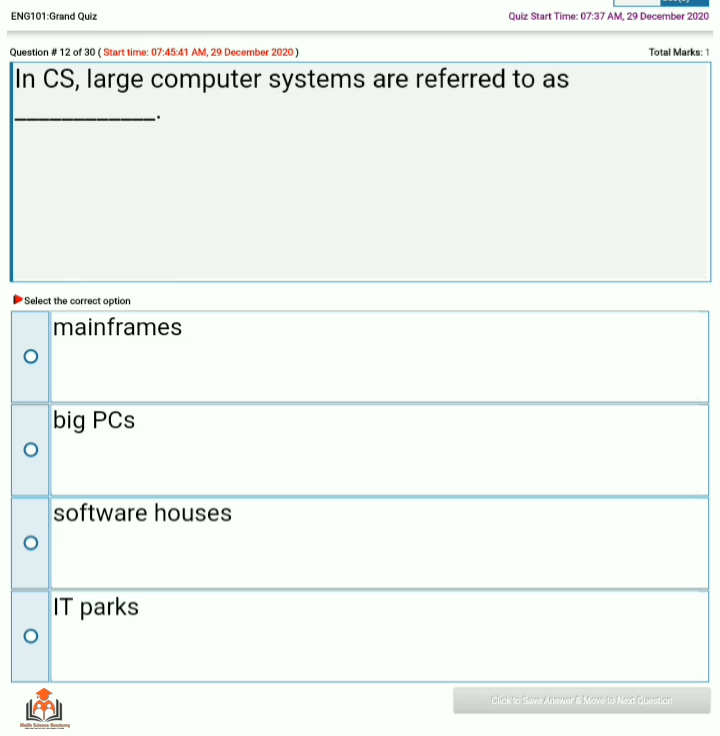 ENG101:Grand Quiz
Quiz Start Time: 07:37 AM, 29 December 2020
Question # 12 of 30 ( Start time: 07:45:41 AM, 29 December 2020 )
Total Marks: 1
In CS, large computer systems are referred to as
____________.
Select the correct option
mainframes
big PCs
software houses
IT parks
Click to Save Answer & Move to Next Question